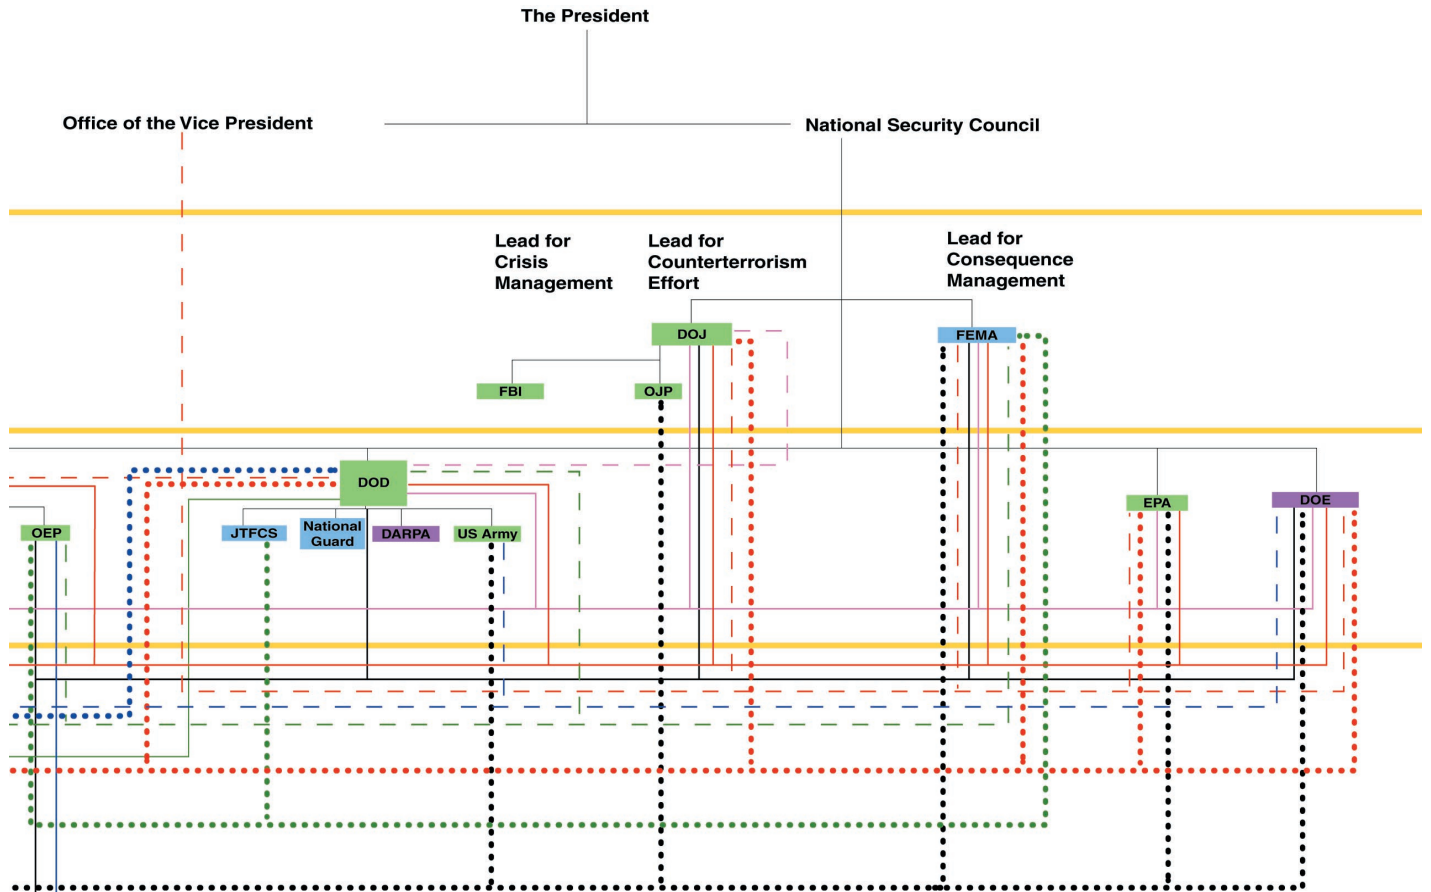 The President
Office of the Vice President
National Security Council
Lead for
Crisis
Management
Lead for
Counterterrorism
Effort
Lead for
Consequence
Management
DOJ
FEMA
FBI
OJP
DOD
EPA
DOE
OEP
JTFCS
National
Guard
DARPA
US Army